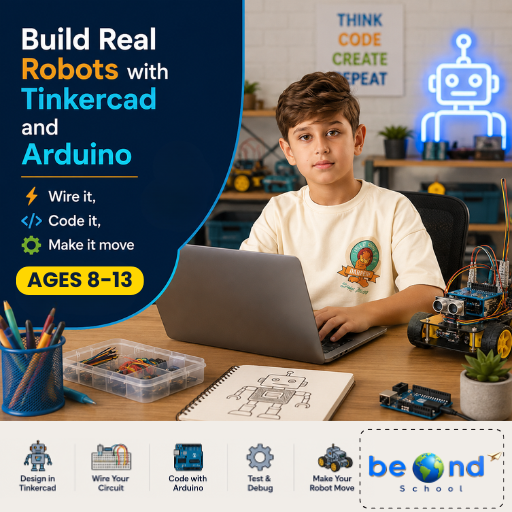 Build Real
Robots with
Tinkercad
and
Arduino
Wire it,
Code it,
Make it move
AGES 8-13
THINK
CODE
CREATE
REPEAT
Design in
Tinkercad
Wire Your
Circuit
Code with
Arduino
Test &
Debug
Make Your
Robot Move
beyond
School